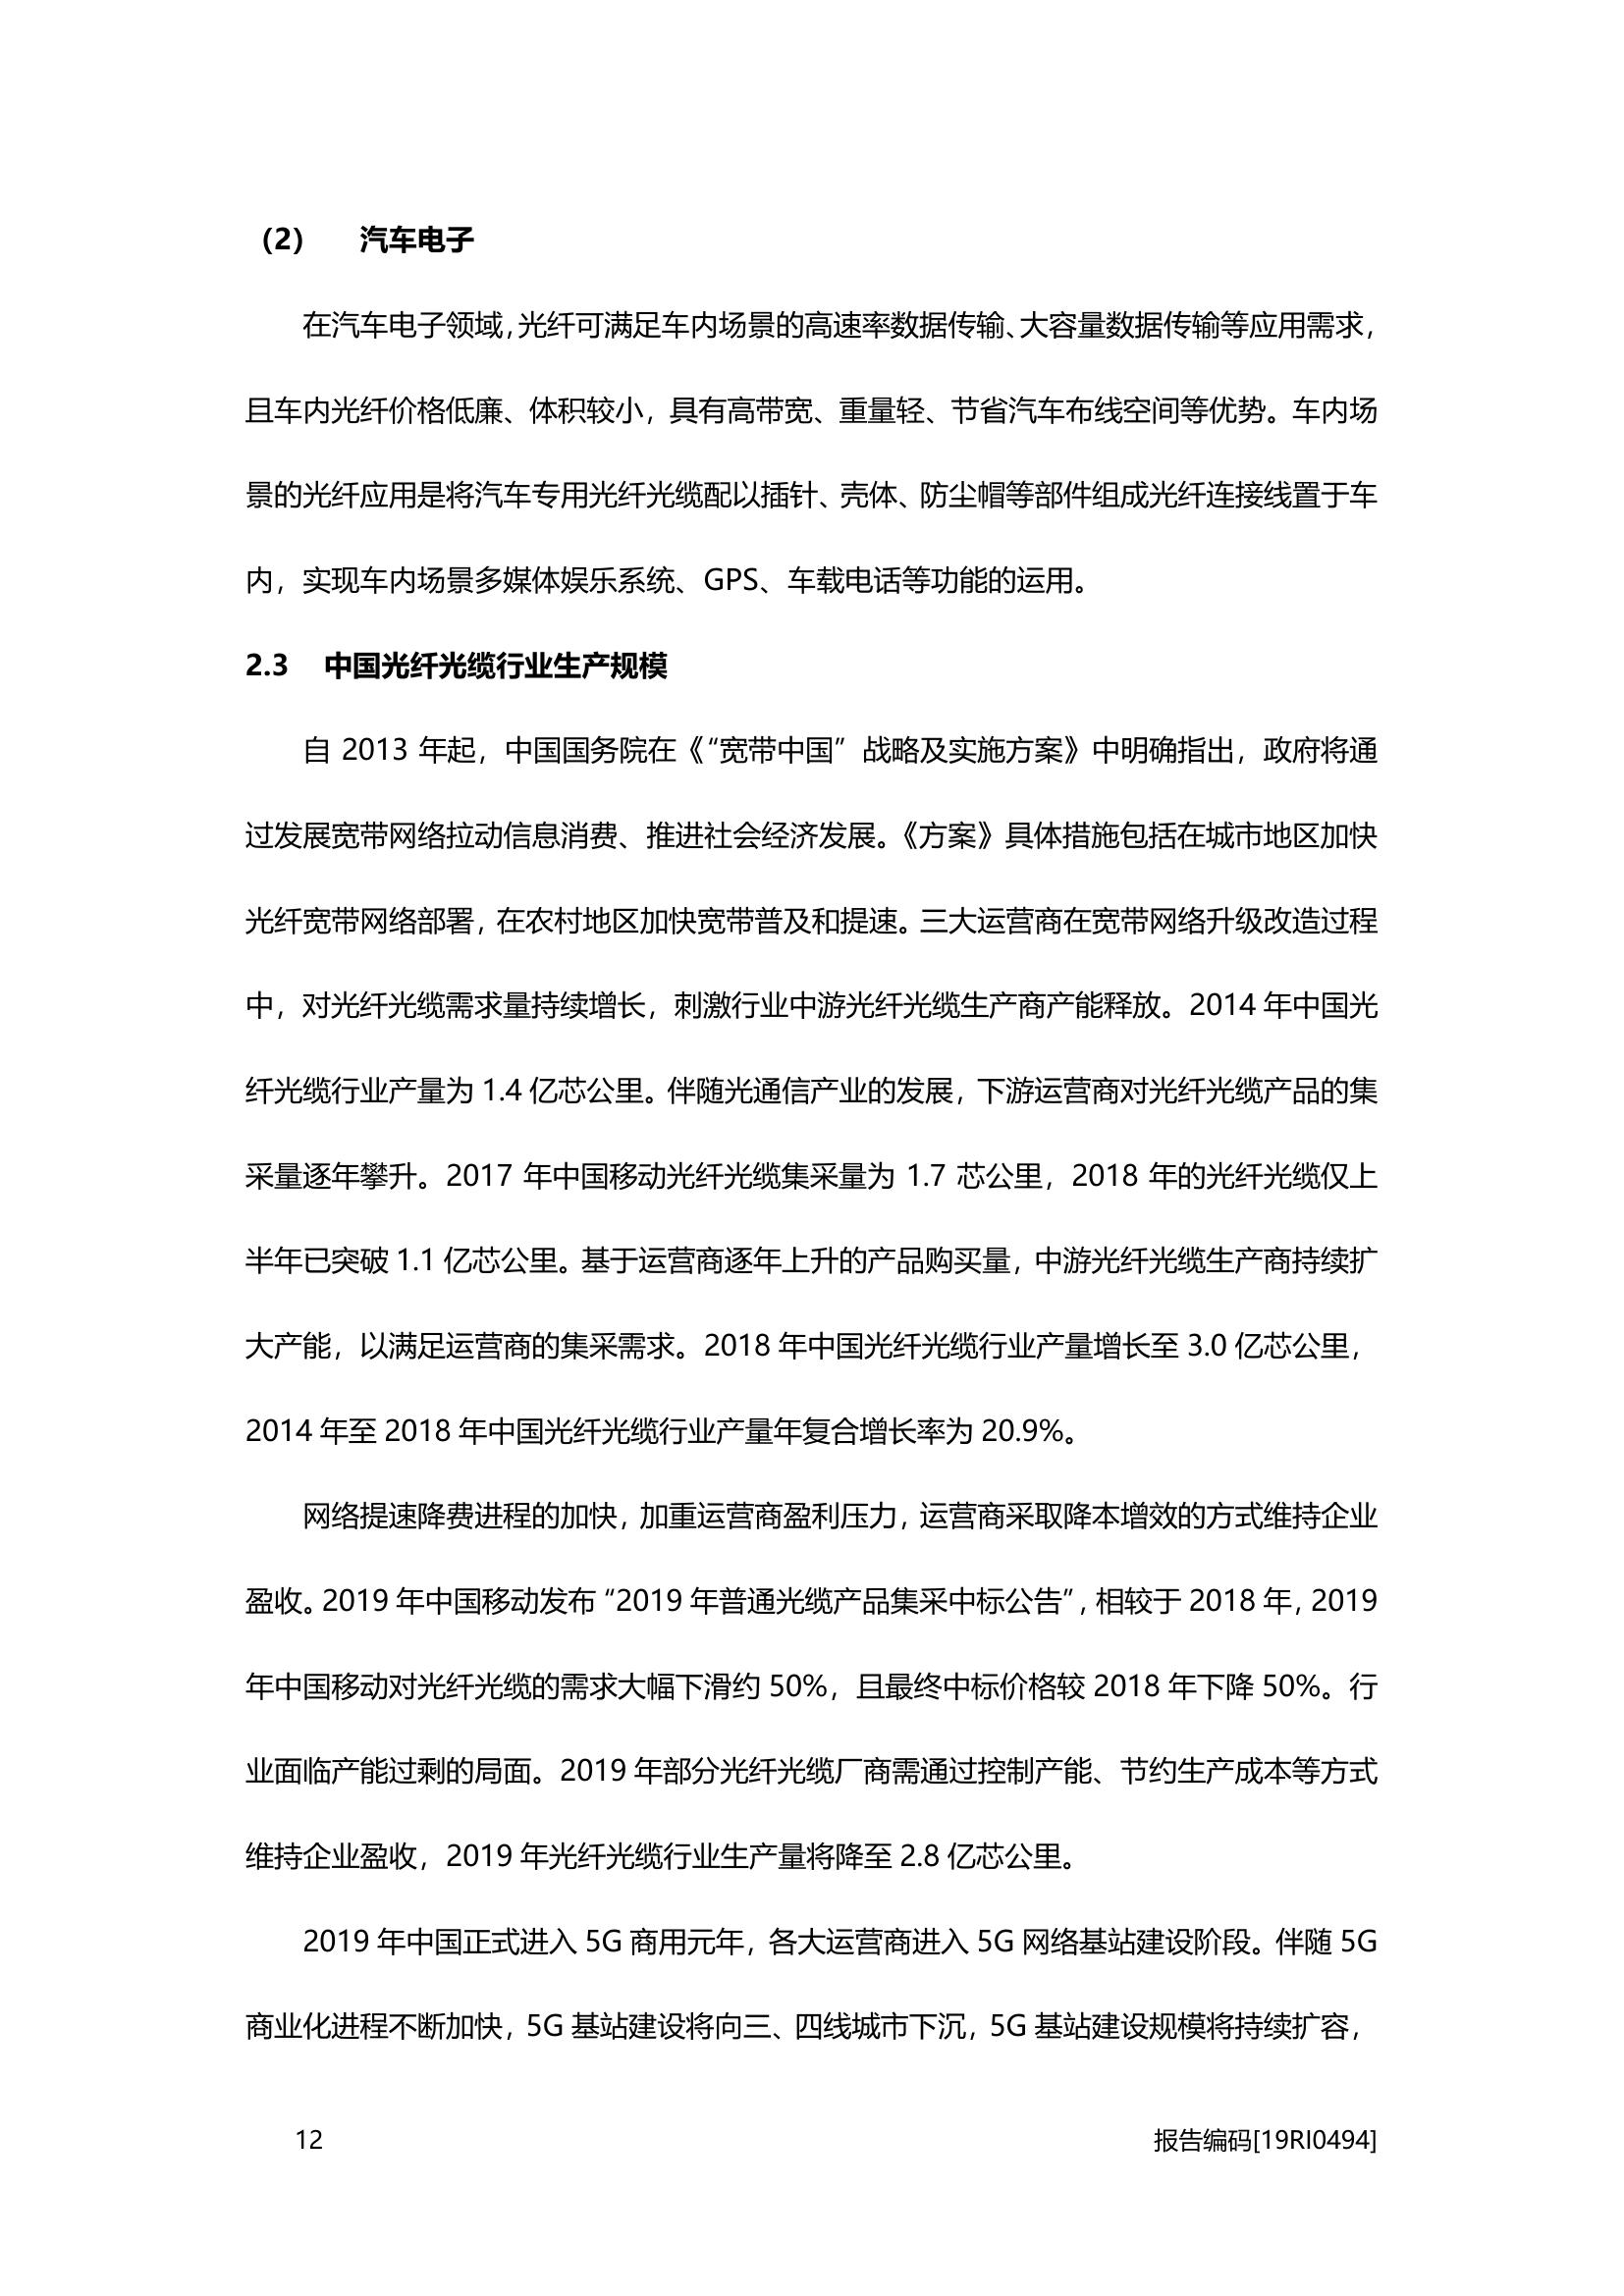 （2） 汽车电子
在汽车电子领域，光纤可满足车内场景的高速率数据传输、大容量数据传输等应用需求，
且车内光纤价格低廉、体积较小，具有高带宽、重量轻、节省汽车布线空间等优势。车内场
景的光纤应用是将汽车专用光纤光缆配以插针、壳体、防尘帽等部件组成光纤连接线置于车
内，实现车内场景多媒体娱乐系统、GPS、车载电话等功能的运用。
2.3 中国光纤光缆行业生产规模
自 2013 年起，中国国务院在《“宽带中国”战略及实施方案》中明确指出，政府将通
过发展宽带网络拉动信息消费、推进社会经济发展。《方案》具体措施包括在城市地区加快
光纤宽带网络部署，在农村地区加快宽带普及和提速。三大运营商在宽带网络升级改造过程
中，对光纤光缆需求量持续增长，刺激行业中游光纤光缆生产商产能释放。2014 年中国光
纤光缆行业产量为 1.4 亿芯公里。伴随光通信产业的发展，下游运营商对光纤光缆产品的集
采量逐年攀升。2017 年中国移动光纤光缆集采量为 1.7 芯公里，2018 年的光纤光缆仅上
半年已突破 1.1 亿芯公里。基于运营商逐年上升的产品购买量，中游光纤光缆生产商持续扩
大产能，以满足运营商的集采需求。2018 年中国光纤光缆行业产量增长至 3.0 亿芯公里，
2014 年至 2018 年中国光纤光缆行业产量年复合增长率为 20.9%。
网络提速降费进程的加快，加重运营商盈利压力，运营商采取降本增效的方式维持企业
盈收。2019 年中国移动发布“2019 年普通光缆产品集采中标公告”，相较于 2018 年，2019
年中国移动对光纤光缆的需求大幅下滑约 50%，且最终中标价格较 2018 年下降 50%。行
业面临产能过剩的局面。2019 年部分光纤光缆厂商需通过控制产能、节约生产成本等方式
维持企业盈收，2019 年光纤光缆行业生产量将降至 2.8 亿芯公里。
2019 年中国正式进入 5G 商用元年，各大运营商进入 5G 网络基站建设阶段。伴随 5G
商业化进程不断加快，5G 基站建设将向三、四线城市下沉，5G 基站建设规模将持续扩容，
12 报告编码[19RI0494]